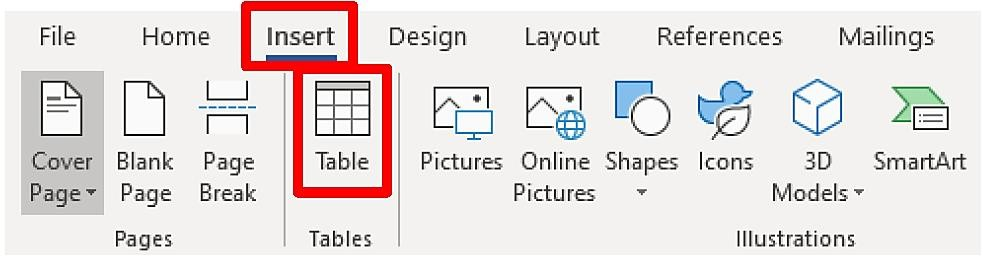 File Home Insert Design Layout References Mailings
Cover Blank Page Table Pictures Online Shapes Icons 3D SmartArt
Page Page Break Pictures Models
Pages Tables Illustrations